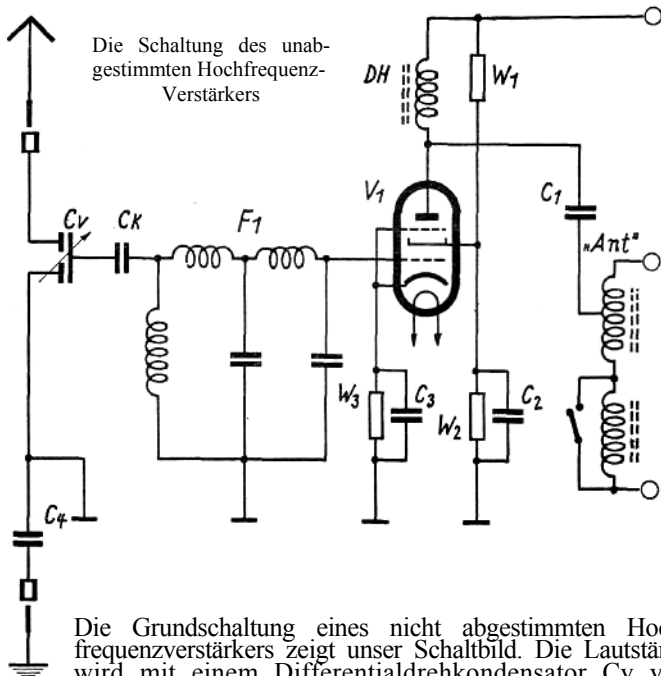 Die Schaltung des unab-
gestimmten Hochfrequenz-
Verstärkers
DH
W1
V1
C1
Cv
CK
F1
„Ant"
W3
C3
W2
C2
C4
Die Grundschaltung eines nicht abgestimmten Hoc
frequenzverstärkers zeigt unser Schaltbild. Die Lautstär
wird mit einem Differentialdrehkondensator Cv v